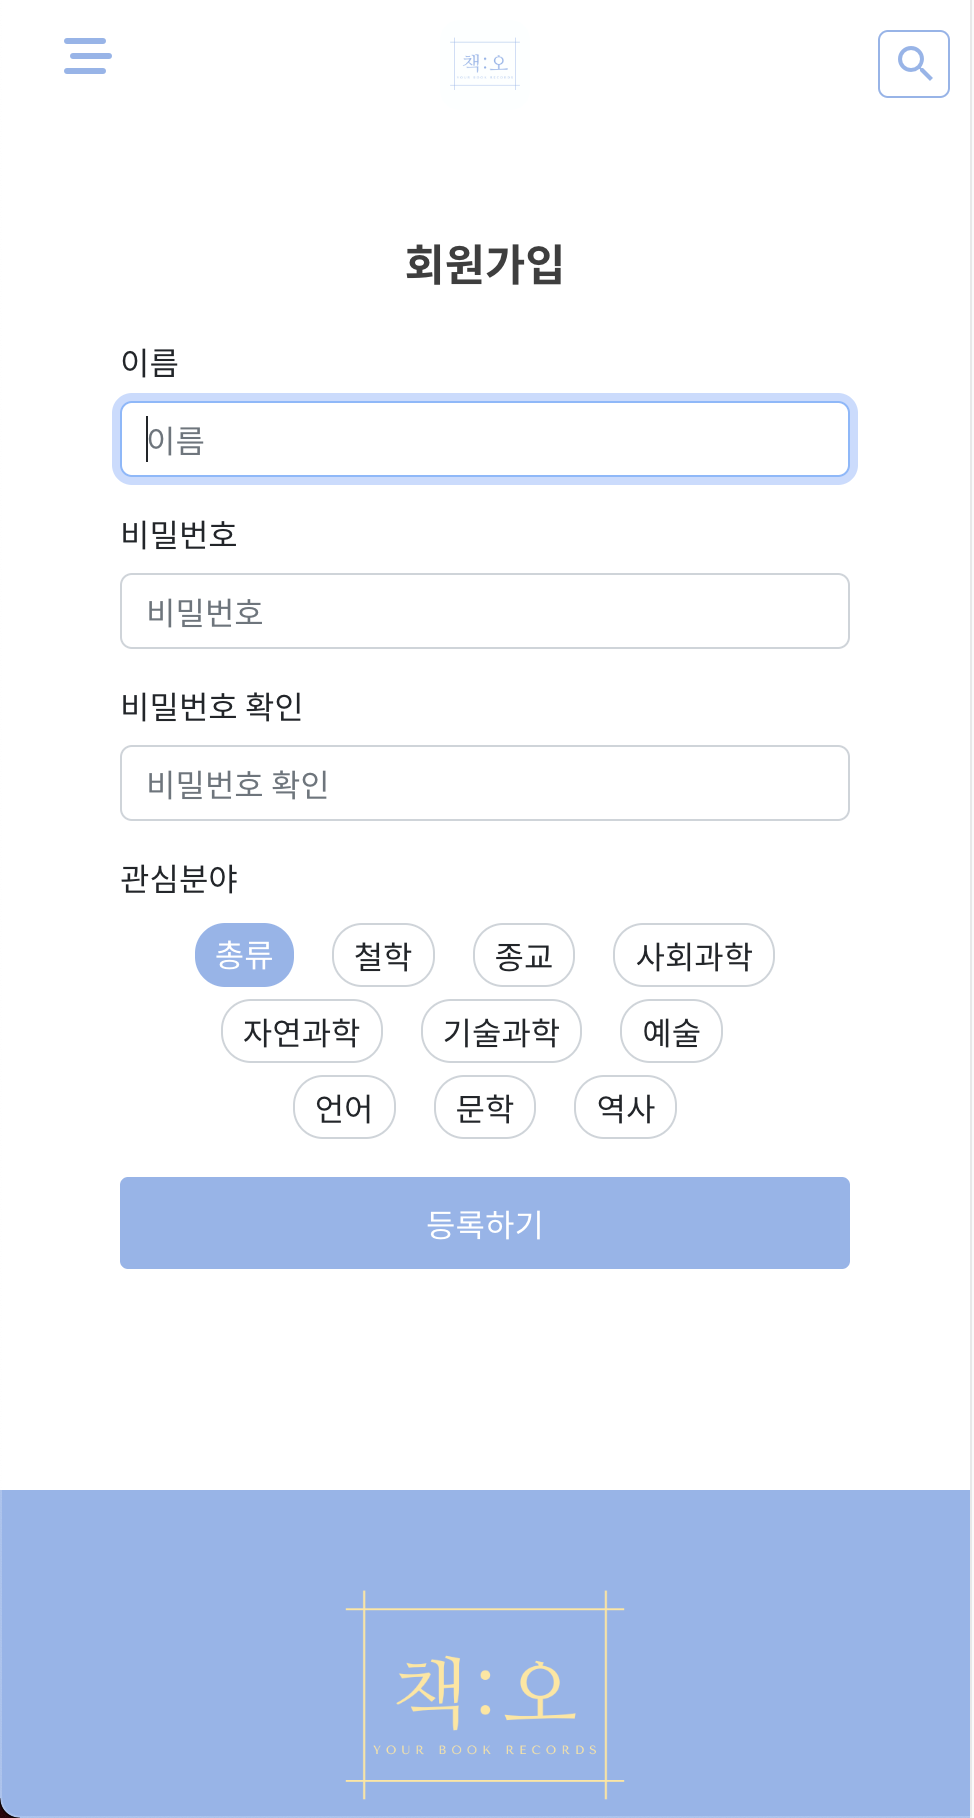 책:오
YOUR BOOK RECORDS
회원가입
이름
이름
비밀번호
비밀번호
비밀번호 확인
비밀번호 확인
관심분야
총류 철학 종교 사회과학
자연과학 기술과학 예술
언어 문학 역사
등록하기
책:오
YOUR BOOK RECORDS